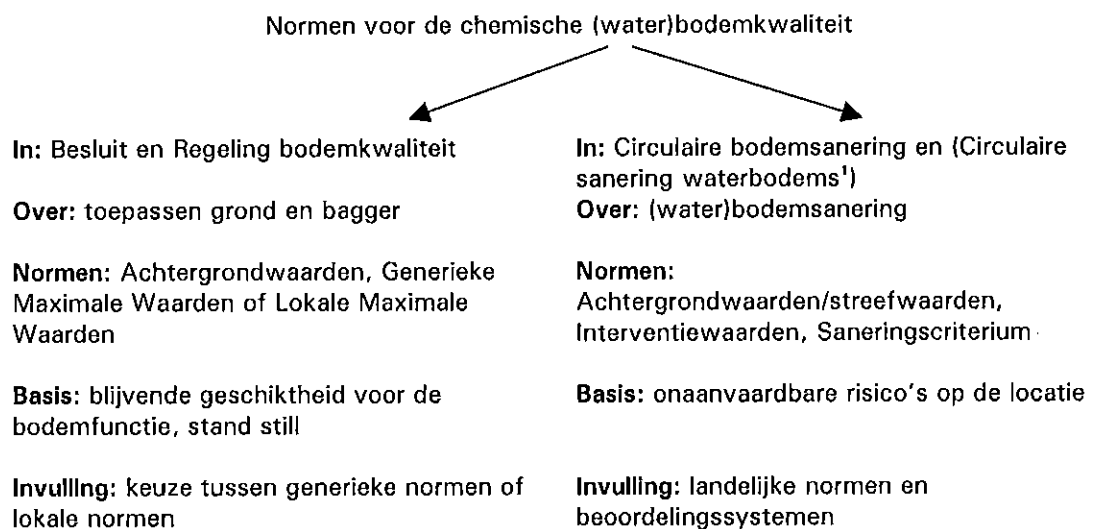 Normen voor de chemische (water)bodemkwaliteit
In: Besluit en Regeling bodemkwaliteit
Over: toepassen grond en bagger
Normen: Achtergrondwaarden, Generieke
Maximale Waarden of Lokale Maximale
Waarden
Basis: blijvende geschiktheid voor de
bodemfunctie, stand still
Invulling: keuze tussen generieke normen of
lokale normen
In: Circulaire bodemsanering en (Circulaire
sanering waterbodems¹)
Over: (water)bodemsanering
Normen:
Achtergrondwaarden/streefwaarden,
Interventiewaarden, Saneringscriterium
Basis: onaanvaardbare risico's op de locatie
Invulling: landelijke normen en
beoordelingssystemen